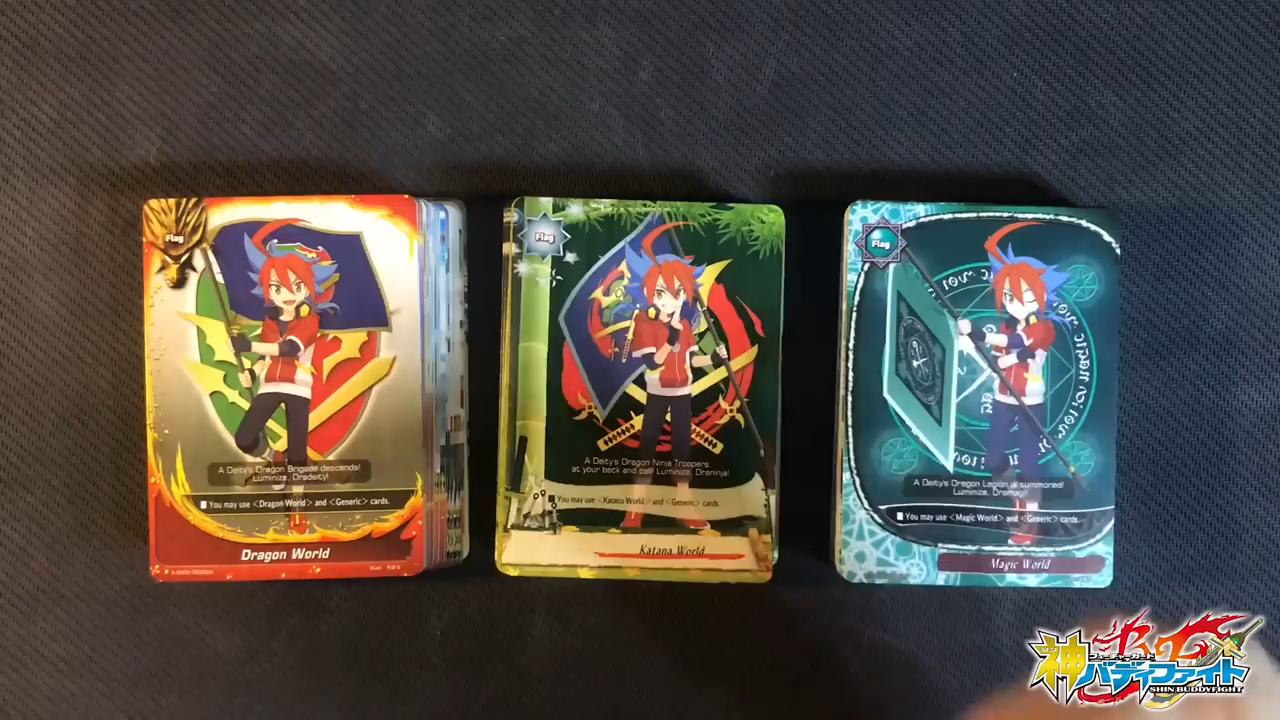 Flag
A Deity's Dragon Brigade descends!
Luminize, Dradeity!
■ You may use <Dragon World> and <Generic> cards.
Dragon World
Flag
A Deity's Dragon Ninja Troopers
at your beck and call! Luminize, Draninja!
■ You may use <Katana World> and <Generic> cards.
Katana World
Flag
A Deity's Dragon Legion is summoned!
Luminize, Dramagi!
■ You may use <Magic World> and <Generic> cards.
Magic World
神バディファイト
SHIN BUDDYFIGHT